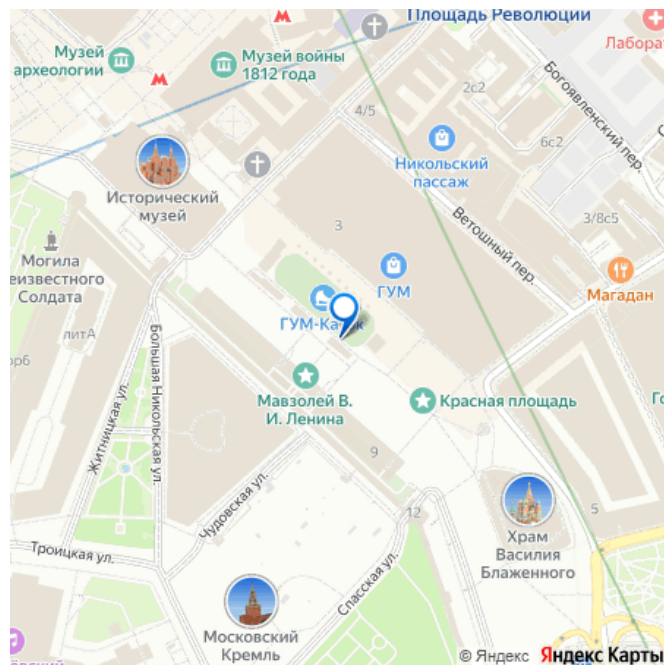 Площадь Революции
Лаборат
Музей
археологии
Музей войны
1812 года
2с2
Богоявленский пер.
4/5
6с2
Никольский
пассаж
Исторический
музей
3
Ветошный пер.
3/8с5
Могила
еизвестного
Солдата
ГУМ
Магадан
литА
ГУМ-Ка
к
Большая Никольская ул.
Житницкая ул.
Мавзолей В.
И. Ленина
Красная площадь
9
Чудовская ул.
12
5
Троицкая ул.
Спасская ул.
Храм
Василия
Блаженного
Московский
Кремль
© Яндекс Яндекс Карты